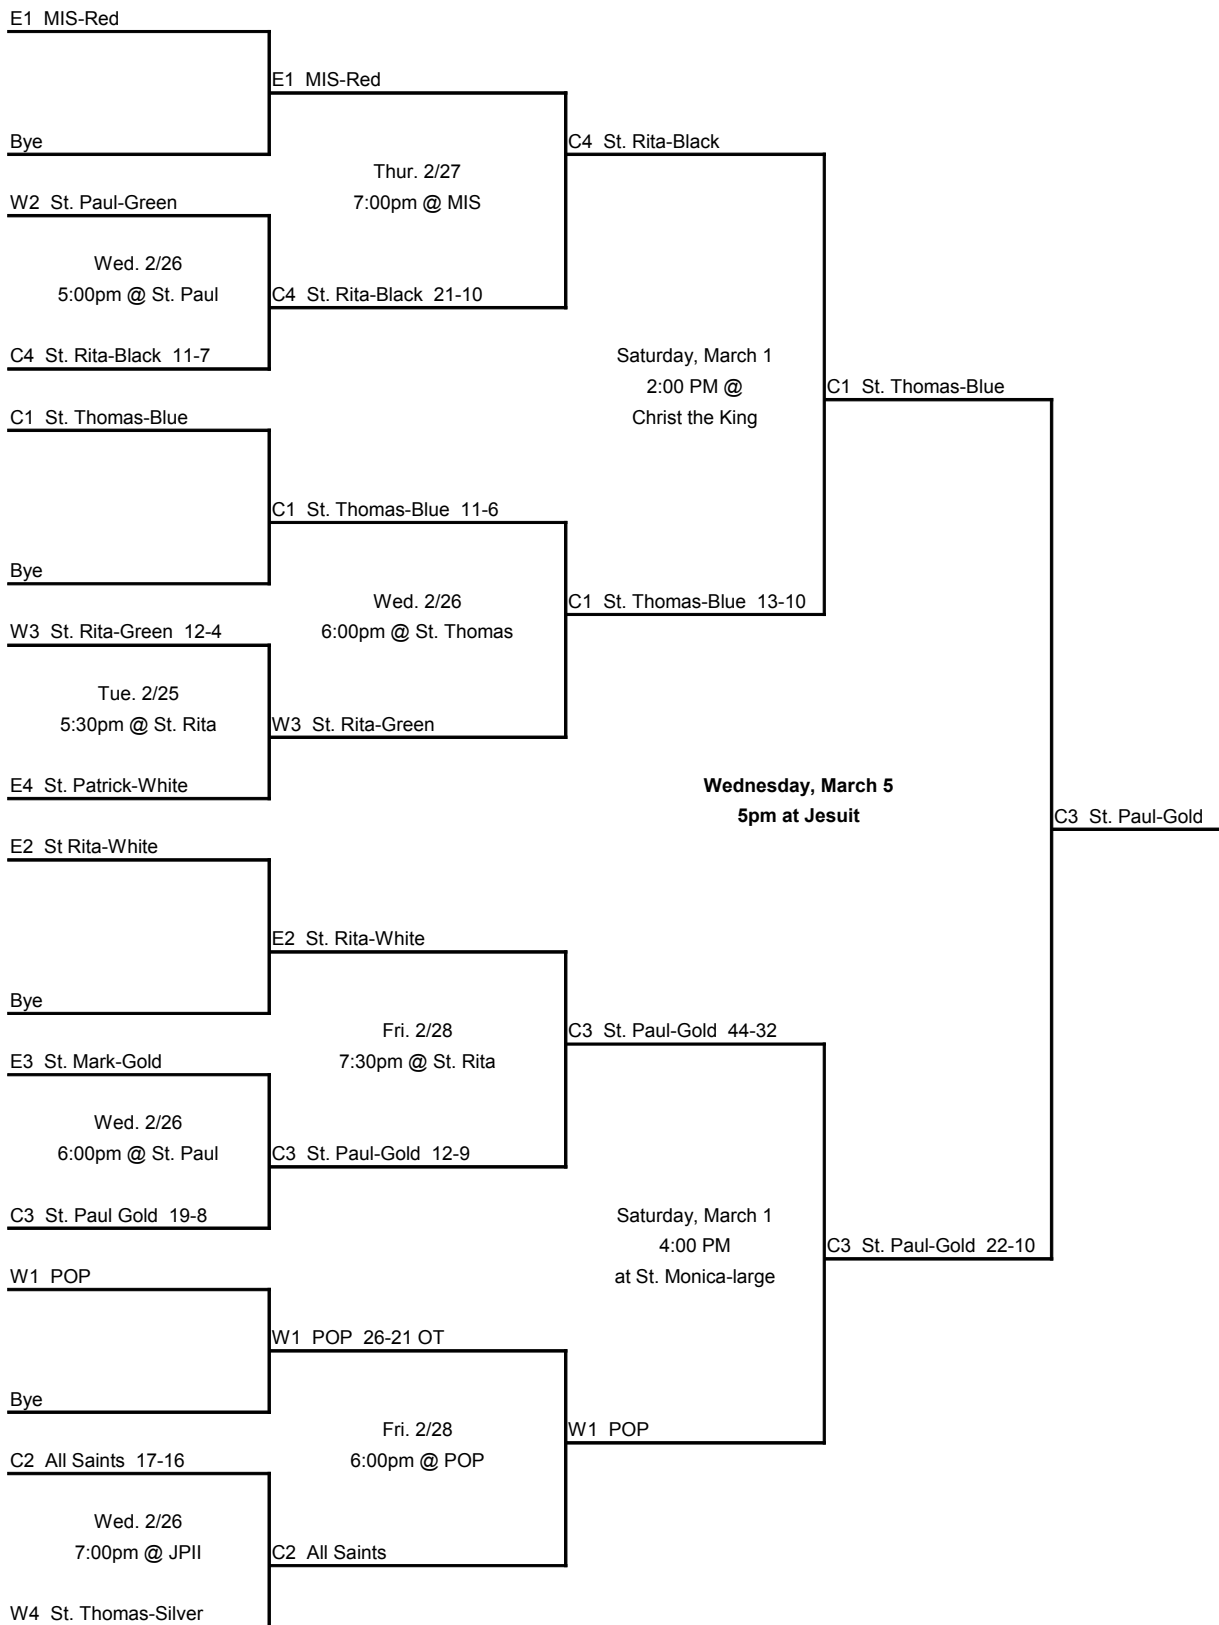 E1 MIS-Red
E1 MIS-Red
Bye
C4 St. Rita-Black
Thur. 2/27
7:00pm @ MIS
W2 St. Paul-Green
Wed. 2/26
5:00pm @ St. Paul
C4 St. Rita-Black 21-10
C4 St. Rita-Black 11-7
Saturday, March 1
2:00 PM @
Christ the King
C1 St. Thomas-Blue
C1 St. Thomas-Blue
C1 St. Thomas-Blue 11-6
Bye
Wed. 2/26
6:00pm @ St. Thomas
C1 St. Thomas-Blue 13-10
W3 St. Rita-Green 12-4
Tue. 2/25
5:30pm @ St. Rita
W3 St. Rita-Green
E4 St. Patrick-White
Wednesday, March 5
5pm at Jesuit
C3 St. Paul-Gold
E2 St Rita-White
E2 St. Rita-White
Bye
Fri. 2/28
7:30pm @ St. Rita
C3 St. Paul-Gold 44-32
E3 St. Mark-Gold
Wed. 2/26
6:00pm @ St. Paul
C3 St. Paul-Gold 12-9
C3 St. Paul Gold 19-8
Saturday, March 1
4:00 PM
at St. Monica-large
C3 St. Paul-Gold 22-10
W1 POP
W1 POP 26-21 OT
Bye
Fri. 2/28
6:00pm @ POP
W1 POP
C2 All Saints 17-16
Wed. 2/26
7:00pm @ JPII
C2 All Saints
W4 St. Thomas-Silver